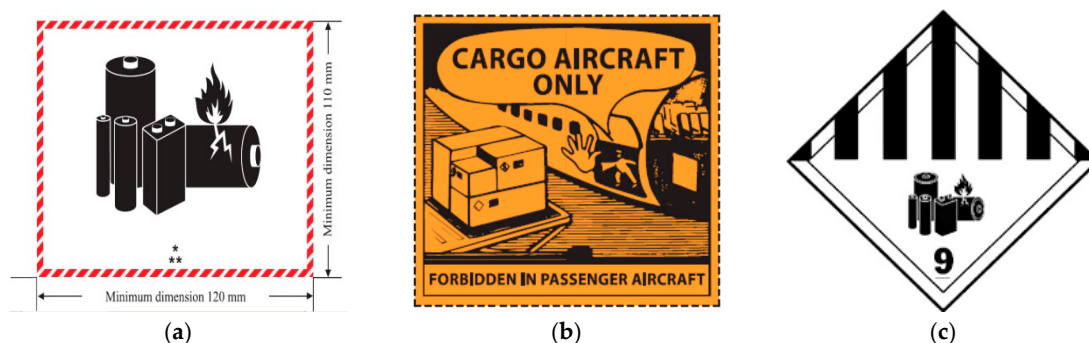 *
**
Minimum dimension 110 mm
Minimum dimension 120 mm
(a)
CARGO AIRCRAFT
ONLY
FORBIDDEN IN PASSENGER AIRCRAFT
(b)
9
(c)